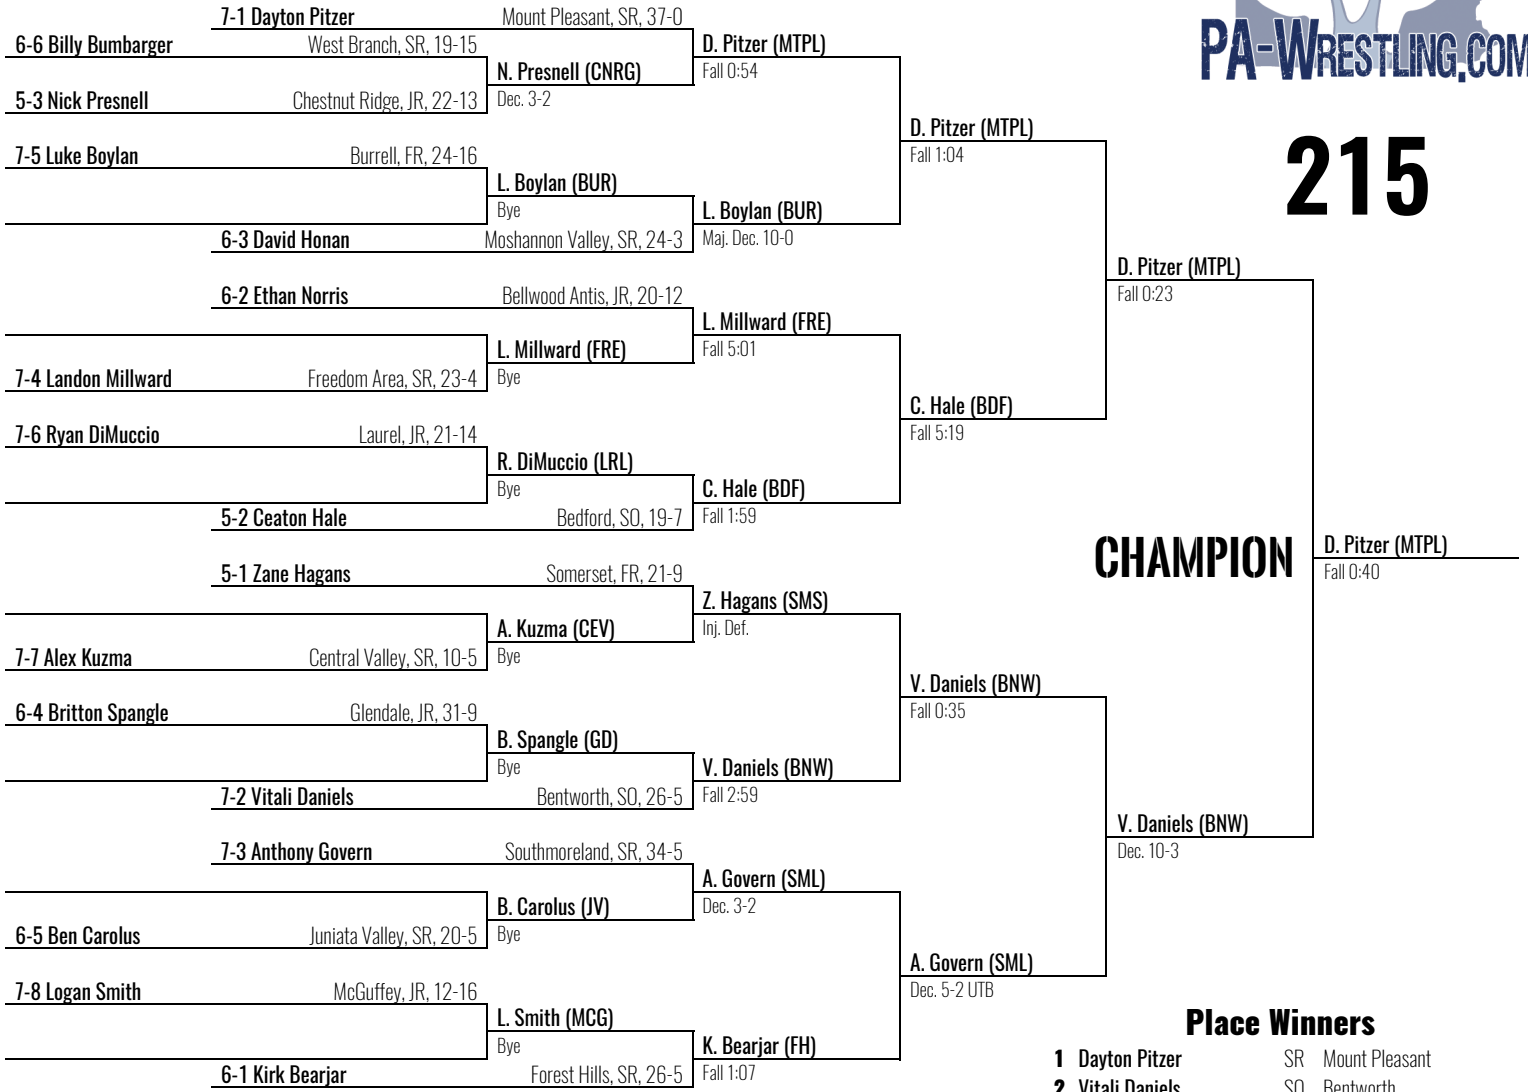 7-1 Dayton Pitzer Mount Pleasant, SR, 37-0
6-6 Billy Bumbarger West Branch, SR, 19-15
D. Pitzer (MTPL)
PA-WRESTLING.COM
N. Presnell (CNRG)
Fall 0:54
5-3 Nick Presnell Chestnut Ridge, JR, 22-13
Dec. 3-2
D. Pitzer (MTPL)
7-5 Luke Boylan Burrell, FR, 24-16
Fall 1:04
215
L. Boylan (BUR)
Bye
L. Boylan (BUR)
6-3 David Honan Moshannon Valley, SR, 24-3
Maj. Dec. 10-0
D. Pitzer (MTPL)
6-2 Ethan Norris Bellwood Antis, JR, 20-12
Fall 0:23
L. Millward (FRE)
L. Millward (FRE)
Fall 5:01
7-4 Landon Millward Freedom Area, SR, 23-4
Bye
C. Hale (BDF)
7-6 Ryan DiMuccio Laurel, JR, 21-14
Fall 5:19
R. DiMuccio (LRL)
Bye
C. Hale (BDF)
5-2 Ceaton Hale Bedford, SO, 19-7
Fall 1:59
D. Pitzer (MTPL)
CHAMPION
5-1 Zane Hagans Somerset, FR, 21-9
Fall 0:40
Z. Hagans (SMS)
A. Kuzma (CEV)
Inj. Def.
7-7 Alex Kuzma Central Valley, SR, 10-5
Bye
V. Daniels (BNW)
6-4 Britton Spangle Glendale, JR, 31-9
Fall 0:35
B. Spangle (GD)
Bye
V. Daniels (BNW)
7-2 Vitali Daniels Bentworth, SO, 26-5
Fall 2:59
V. Daniels (BNW)
7-3 Anthony Govern Southmoreland, SR, 34-5
Dec. 10-3
A. Govern (SML)
B. Carolus (JV)
Dec. 3-2
6-5 Ben Carolus Juniata Valley, SR, 20-5
Bye
A. Govern (SML)
7-8 Logan Smith McGuffey, JR, 12-16
Dec. 5-2 UTB
L. Smith (MCG)
Place Winners
Bye
K. Bearjar (FH)
1 Dayton Pitzer SR Mount Pleasant
6-1 Kirk Bearjar Forest Hills, SR, 26-5
Fall 1:07
2 Vitali Daniels SO Bentworth